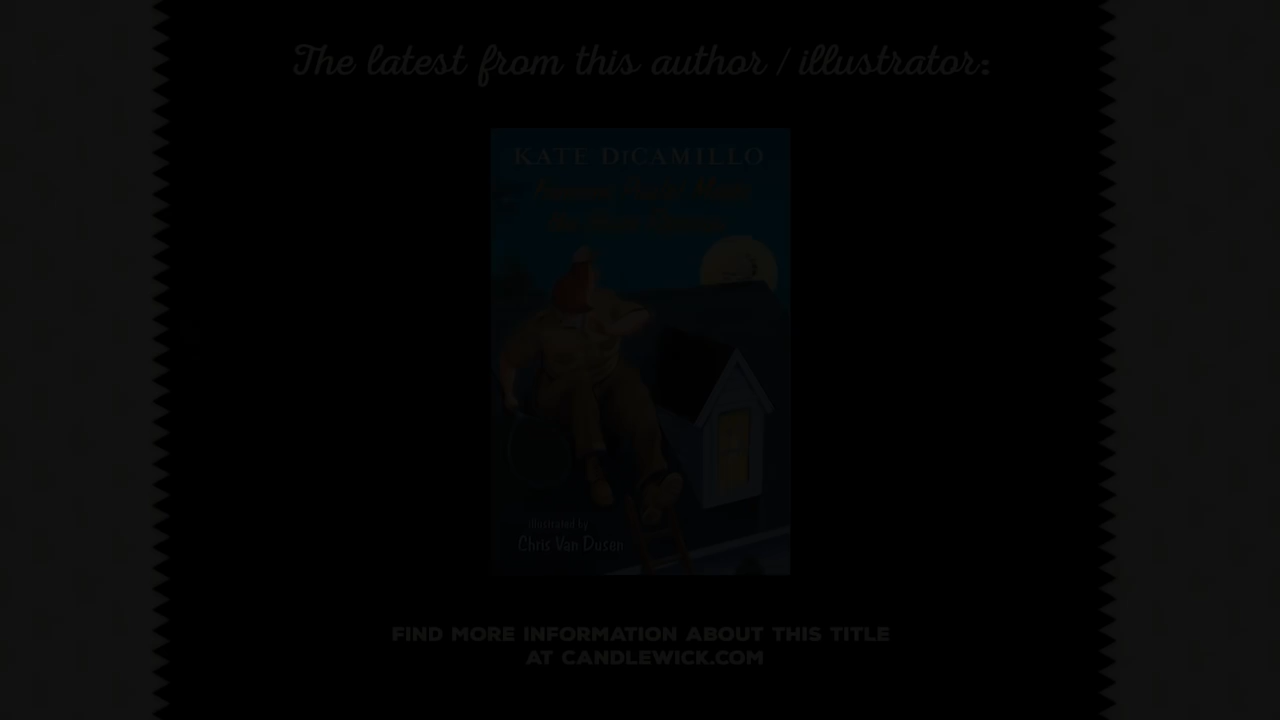 The latest from this author / illustrator:
KATE DiCAMILLO
illustrated by
Chris Van Dusen
FIND MORE INFORMATION ABOUT THIS TITLE
AT CANDLEWICK.COM